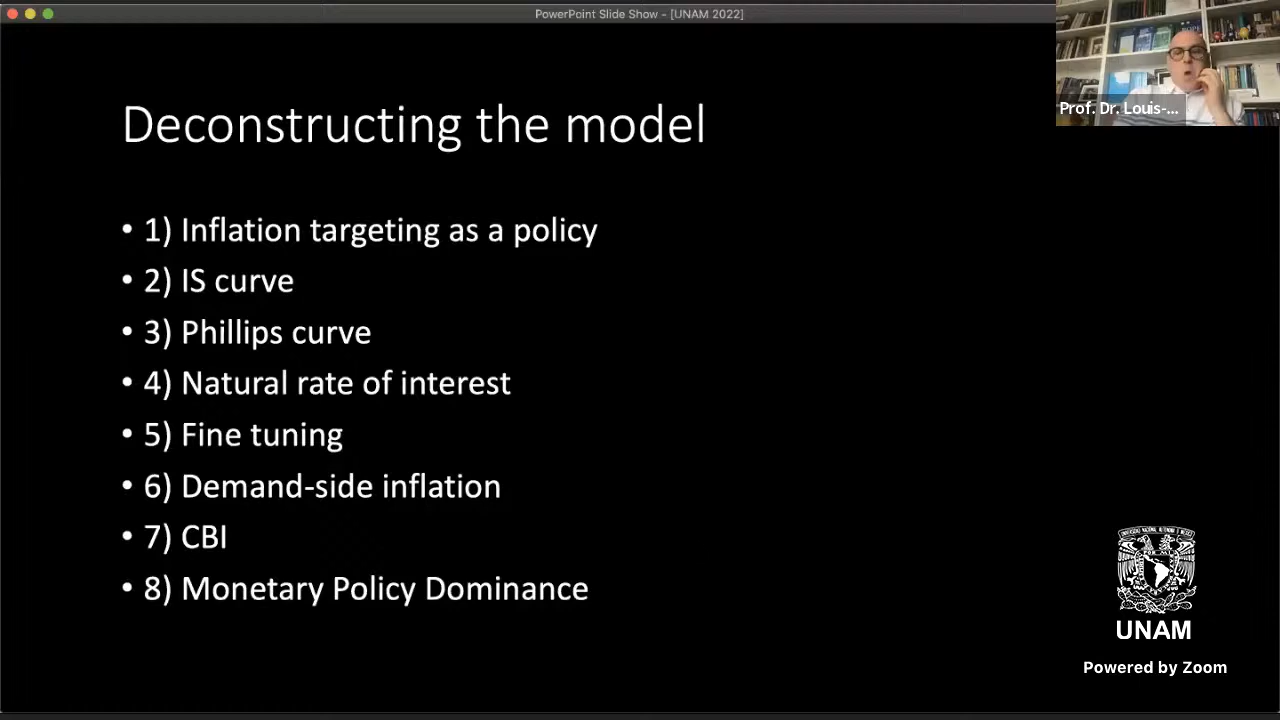 PowerPoint Slide Show - [UNAM 2022]
Prof. Dr. Louis-...
Deconstructing the model
• 1) Inflation targeting as a policy
• 2) IS curve
• 3) Phillips curve
• 4) Natural rate of interest
• 5) Fine tuning
• 6) Demand-side inflation
• 7) CBI
• 8) Monetary Policy Dominance
UNAM
Powered by Zoom